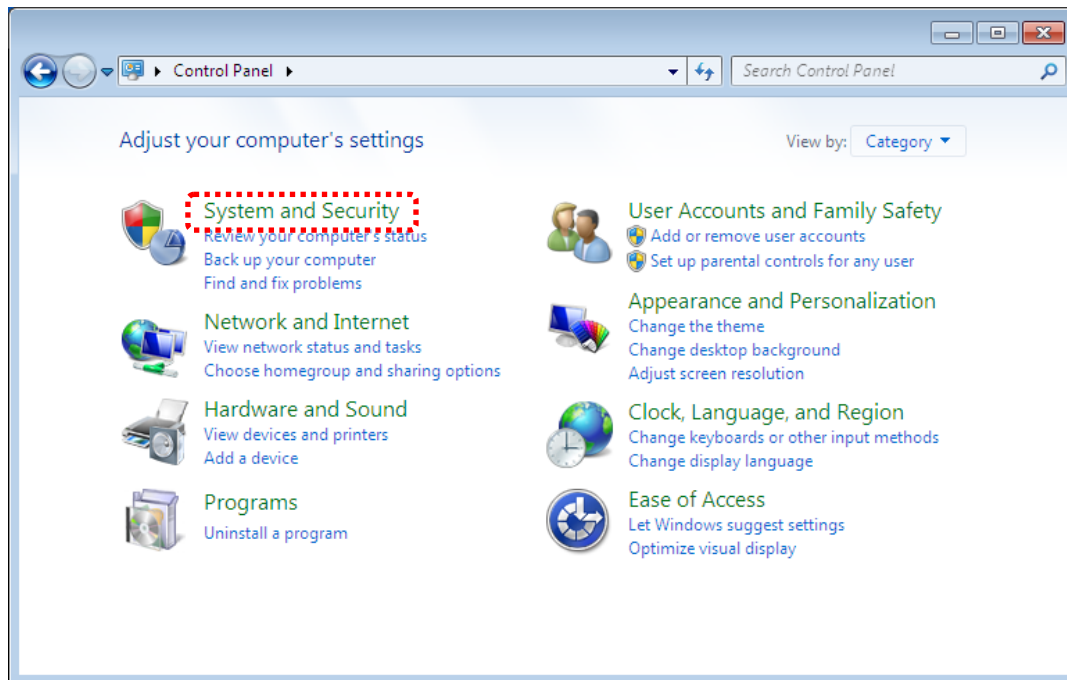 Control Panel
Search Control Panel
Adjust your computer's settings
View by: Category
System and Security
Review your computer's status
Back up your computer
Find and fix problems
Network and Internet
View network status and tasks
Choose homegroup and sharing options
Hardware and Sound
View devices and printers
Add a device
Programs
Uninstall a program
User Accounts and Family Safety
Add or remove user accounts
Set up parental controls for any user
Appearance and Personalization
Change the theme
Change desktop background
Adjust screen resolution
Clock, Language, and Region
Change keyboards or other input methods
Change display language
Ease of Access
Let Windows suggest settings
Optimize visual display